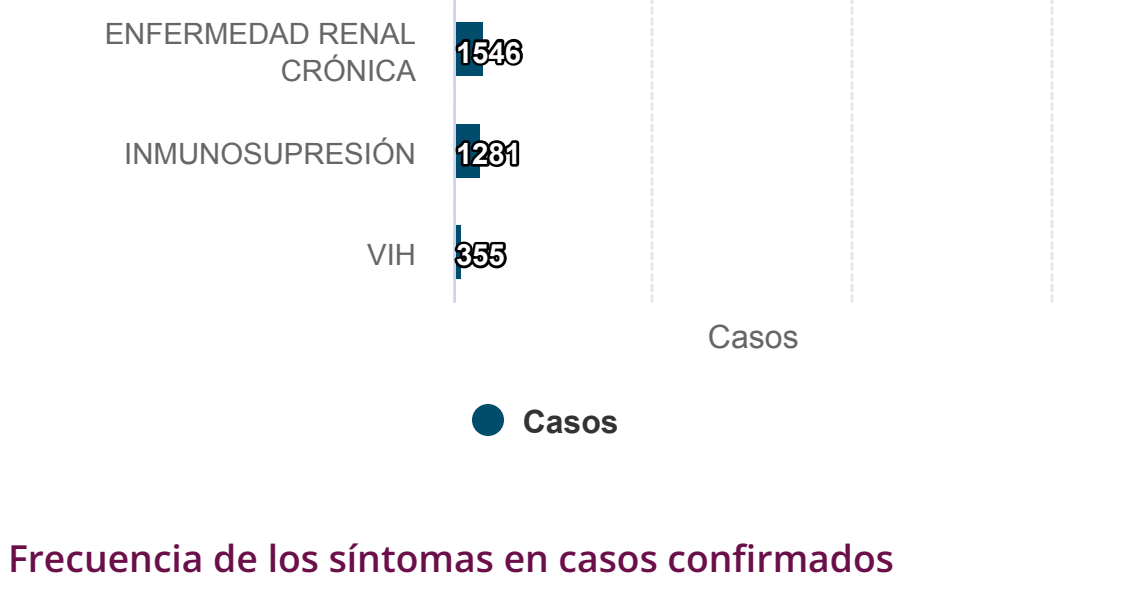 ENFERMEDAD RENAL
CRÓNICA
1546
INMUNOSUPRESIÓN
1281
VIH
355
Casos
Casos
Frecuencia de los síntomas en casos confirmados